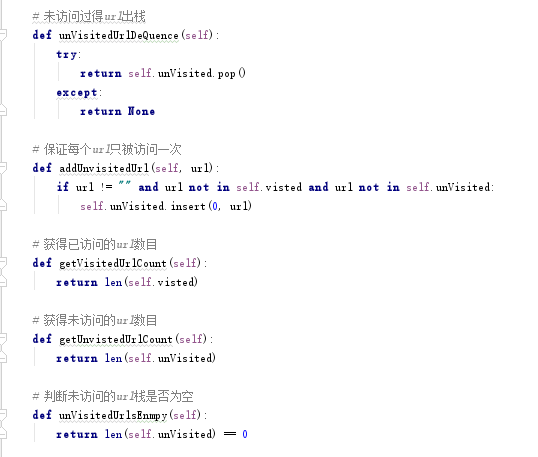 # 未访问过得url出栈
def unVisitedUrlDeQuence(self):
    try:
        return self.unVisited.pop()
    except:
        return None
# 保证每个url只被访问一次
def addUnvisitedUrl(self, url):
    if url != "" and url not in self.visted and url not in self.unVisited:
        self.unVisited.insert(0, url)
# 获得已访问的url数目
def getVisitedUrlCount(self):
    return len(self.visted)
# 获得未访问的url数目
def getUnvistedUrlCount(self):
    return len(self.unVisited)
# 判断未访问的url栈是否为空
def unVisitedUrlsEnmpy(self):
    return len(self.unVisited) == 0